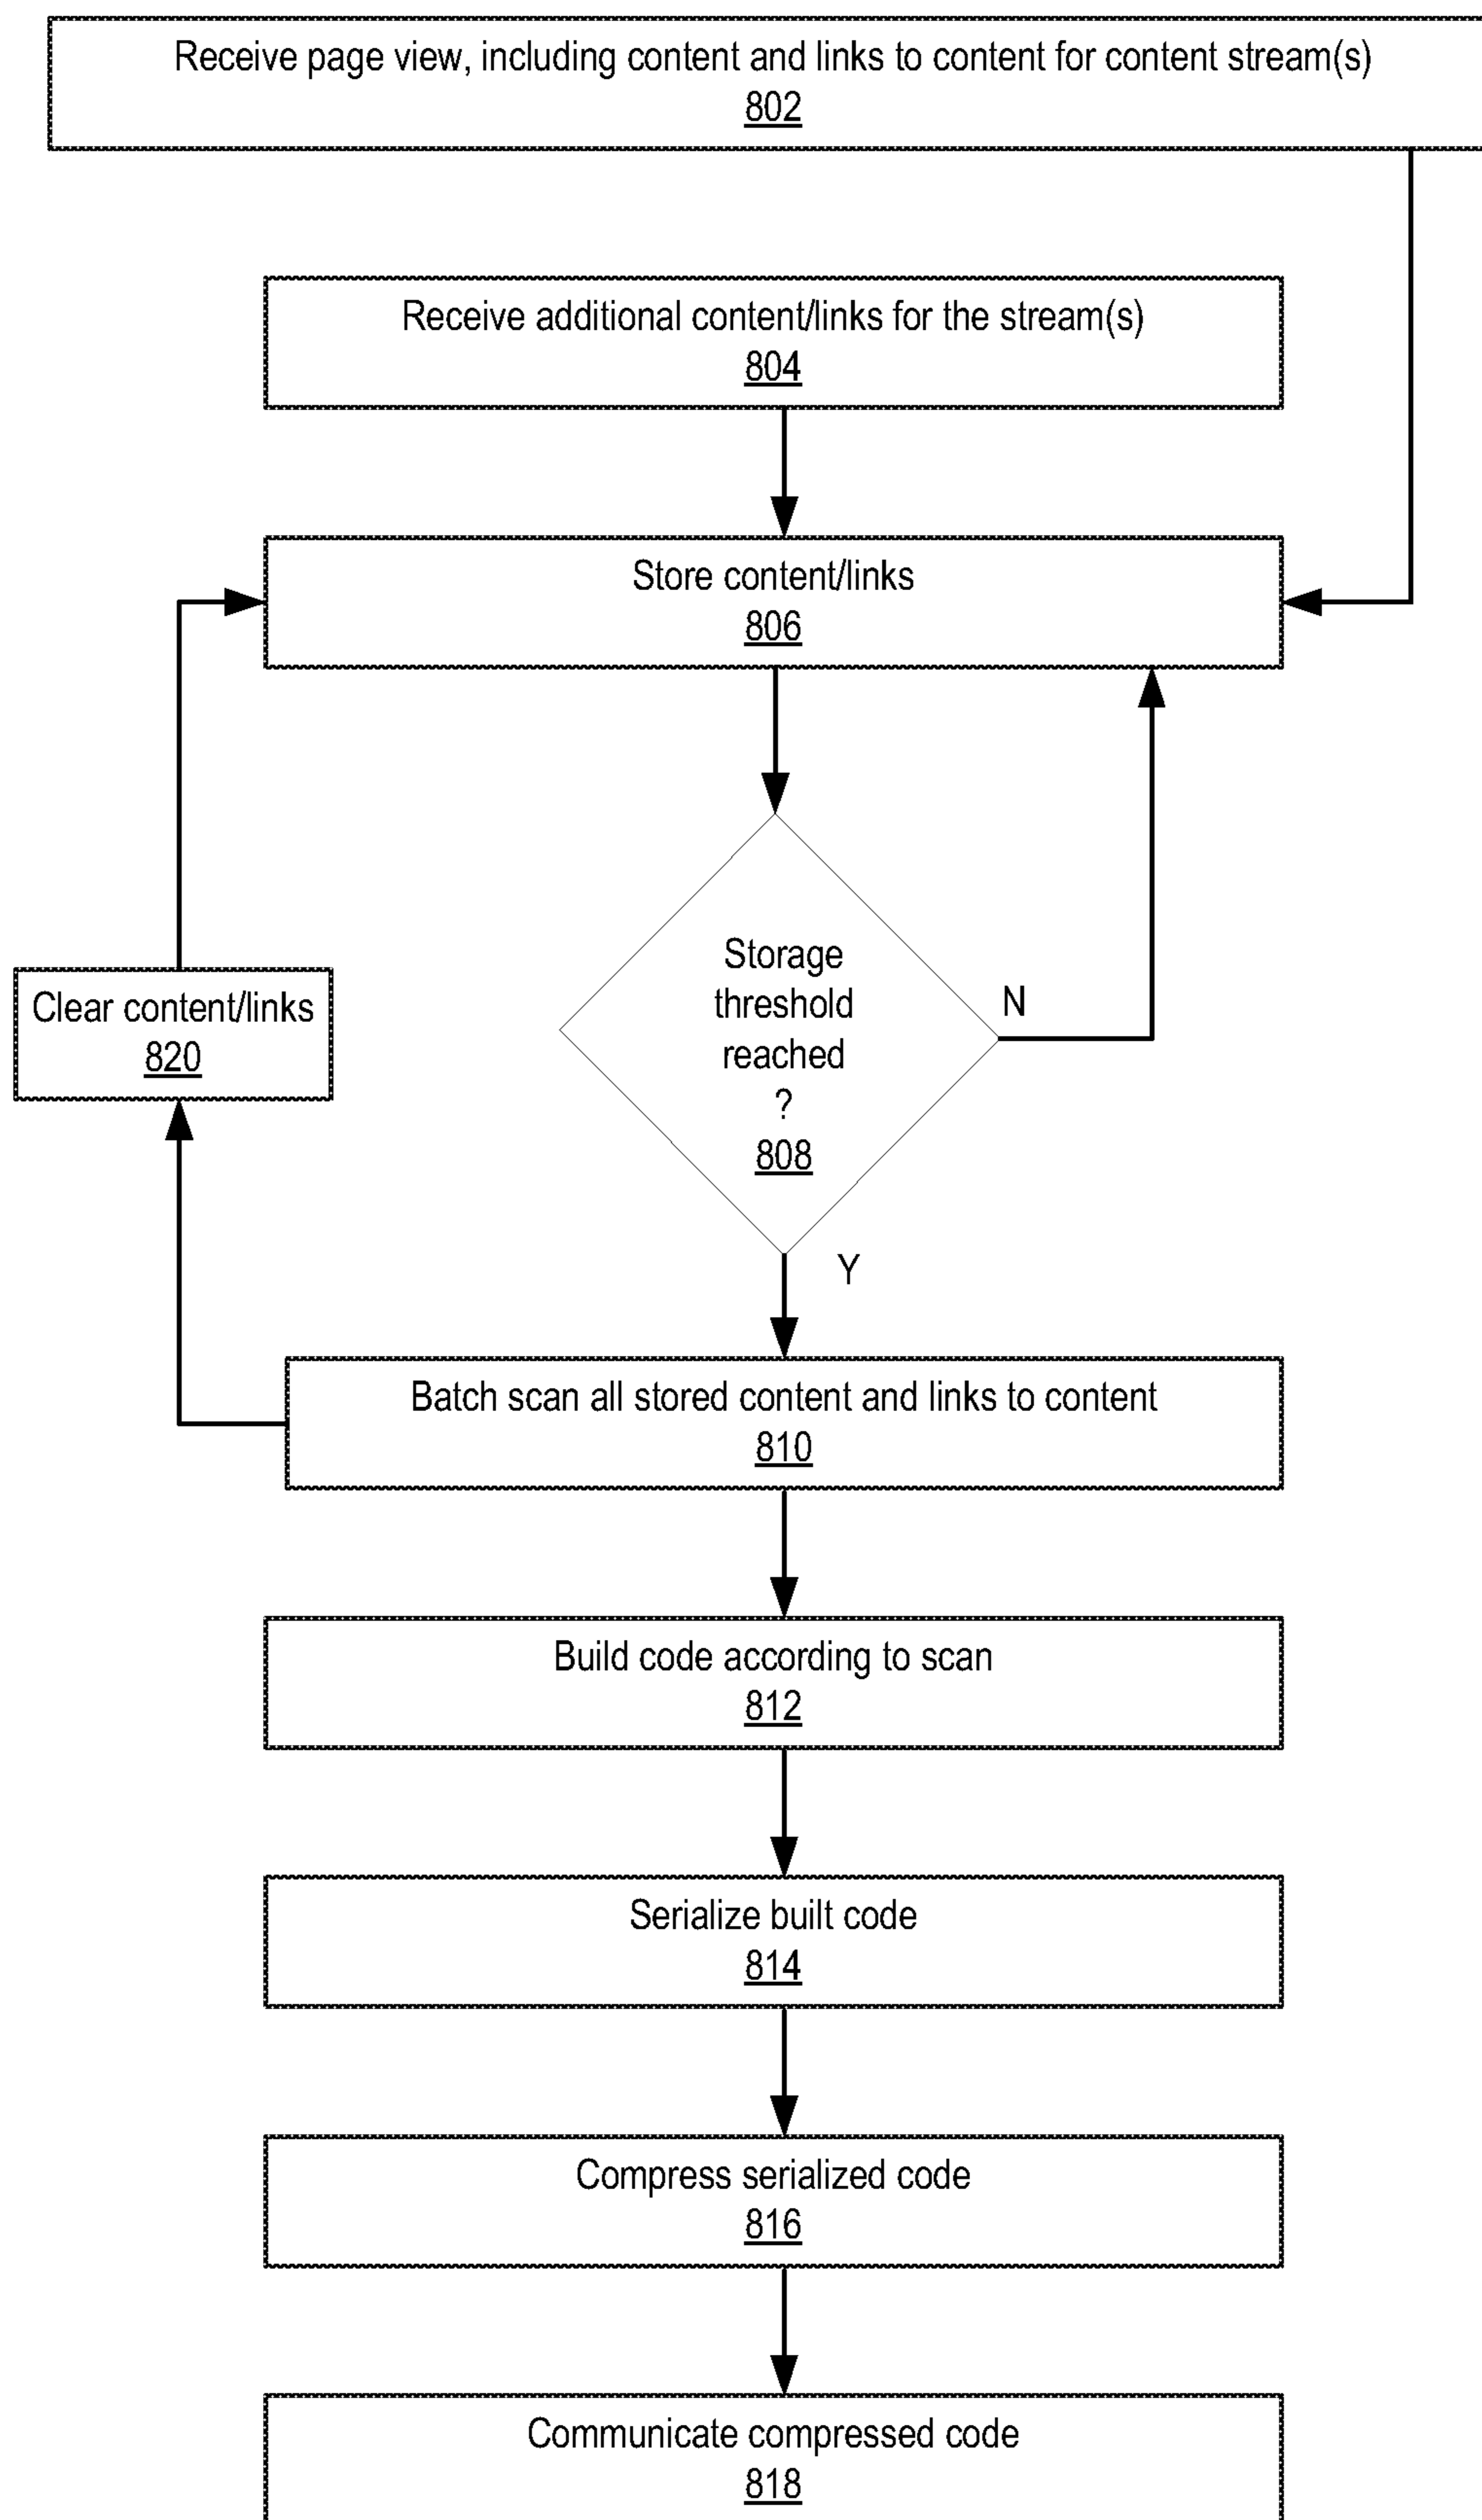 Receive page view, including content and links to content for content stream(s)
802
Receive additional content/links for the stream(s)
804
Store content/links
806
Storage
threshold
reached
?
808
N
Clear content/links
820
Y
Batch scan all stored content and links to content
810
Build code according to scan
812
Serialize built code
814
Compress serialized code
816
Communicate compressed code
818